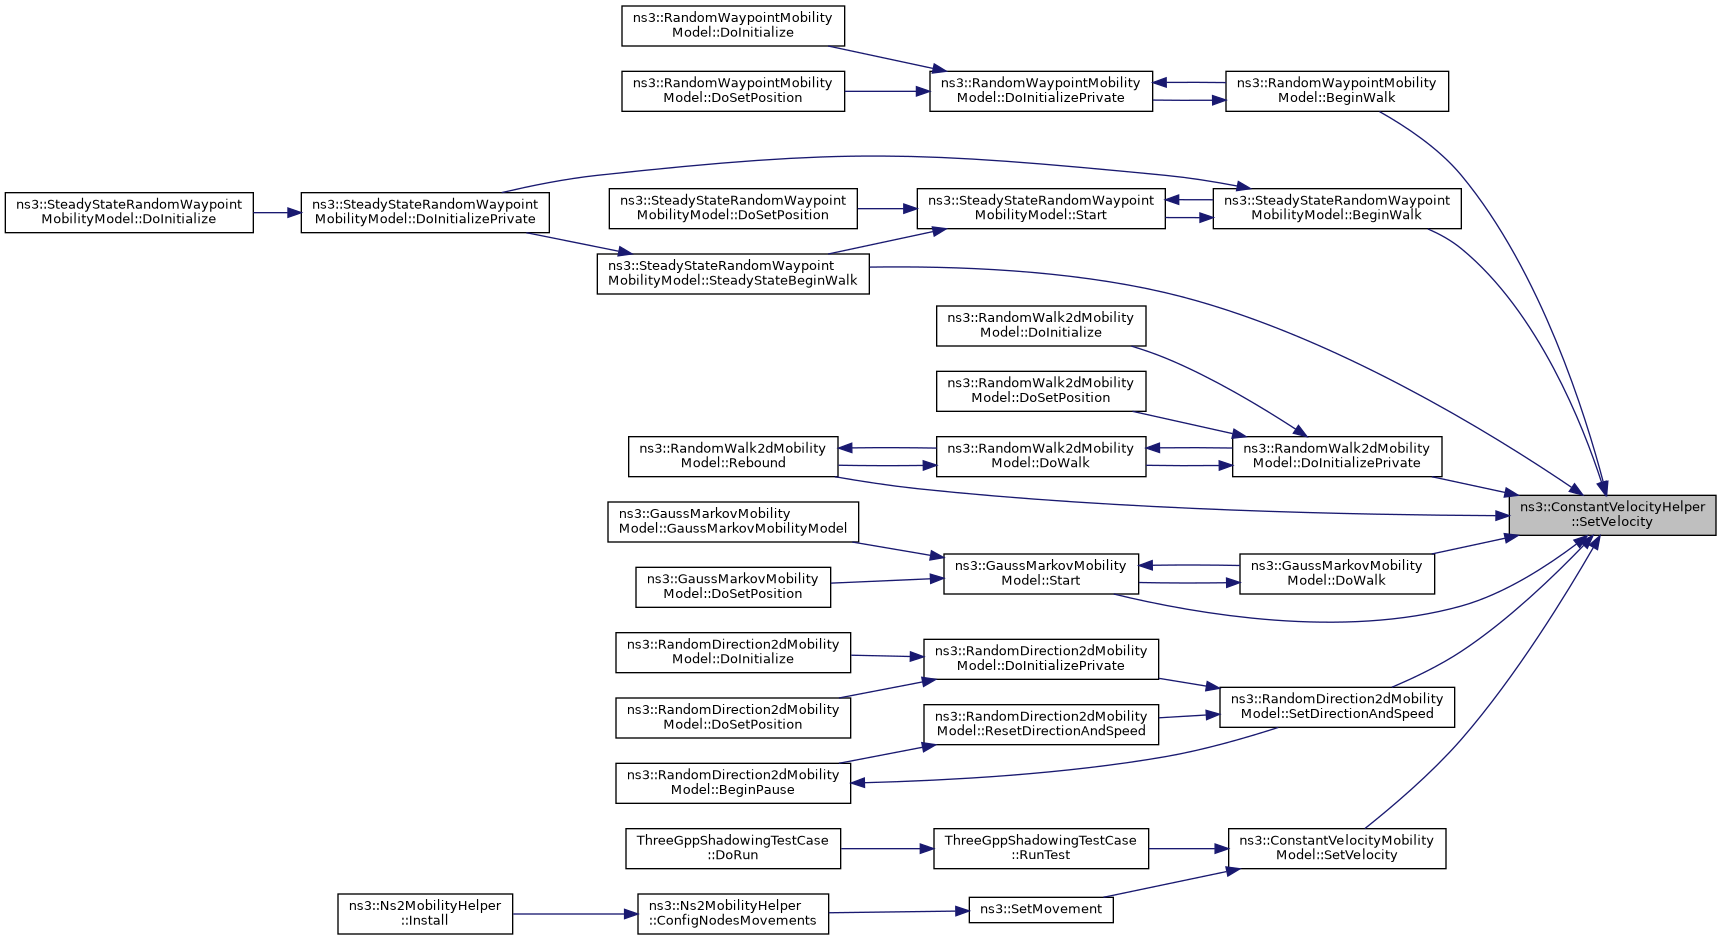 ns3::RandomWaypointMobility
Model::DoInitialize
ns3::RandomWaypointMobility
Model::DoSetPosition
ns3::RandomWaypointMobility
Model::DoInitializePrivate
ns3::RandomWaypointMobility
Model::BeginWalk
ns3::SteadyStateRandomWaypoint
MobilityModel::DoInitialize
ns3::SteadyStateRandomWaypoint
MobilityModel::DoInitializePrivate
ns3::SteadyStateRandomWaypoint
MobilityModel::DoSetPosition
ns3::SteadyStateRandomWaypoint
MobilityModel::Start
ns3::SteadyStateRandomWaypoint
MobilityModel::BeginWalk
ns3::SteadyStateRandomWaypoint
MobilityModel::SteadyStateBeginWalk
ns3::RandomWalk2dMobility
Model::DoInitialize
ns3::RandomWalk2dMobility
Model::DoSetPosition
ns3::RandomWalk2dMobility
Model::Rebound
ns3::RandomWalk2dMobility
Model::DoWalk
ns3::RandomWalk2dMobility
Model::DoInitializePrivate
ns3::ConstantVelocityHelper
::SetVelocity
ns3::GaussMarkovMobility
Model::GaussMarkovMobilityModel
ns3::GaussMarkovMobility
Model::DoSetPosition
ns3::GaussMarkovMobility
Model::Start
ns3::GaussMarkovMobility
Model::DoWalk
ns3::RandomDirection2dMobility
Model::DoInitialize
ns3::RandomDirection2dMobility
Model::DoInitializePrivate
ns3::RandomDirection2dMobility
Model::DoSetPosition
ns3::RandomDirection2dMobility
Model::ResetDirectionAndSpeed
ns3::RandomDirection2dMobility
Model::SetDirectionAndSpeed
ns3::RandomDirection2dMobility
Model::BeginPause
ThreeGppShadowingTestCase
::DoRun
ThreeGppShadowingTestCase
::RunTest
ns3::ConstantVelocityMobility
Model::SetVelocity
ns3::Ns2MobilityHelper
::Install
ns3::Ns2MobilityHelper
::ConfigNodesMovements
ns3::SetMovement